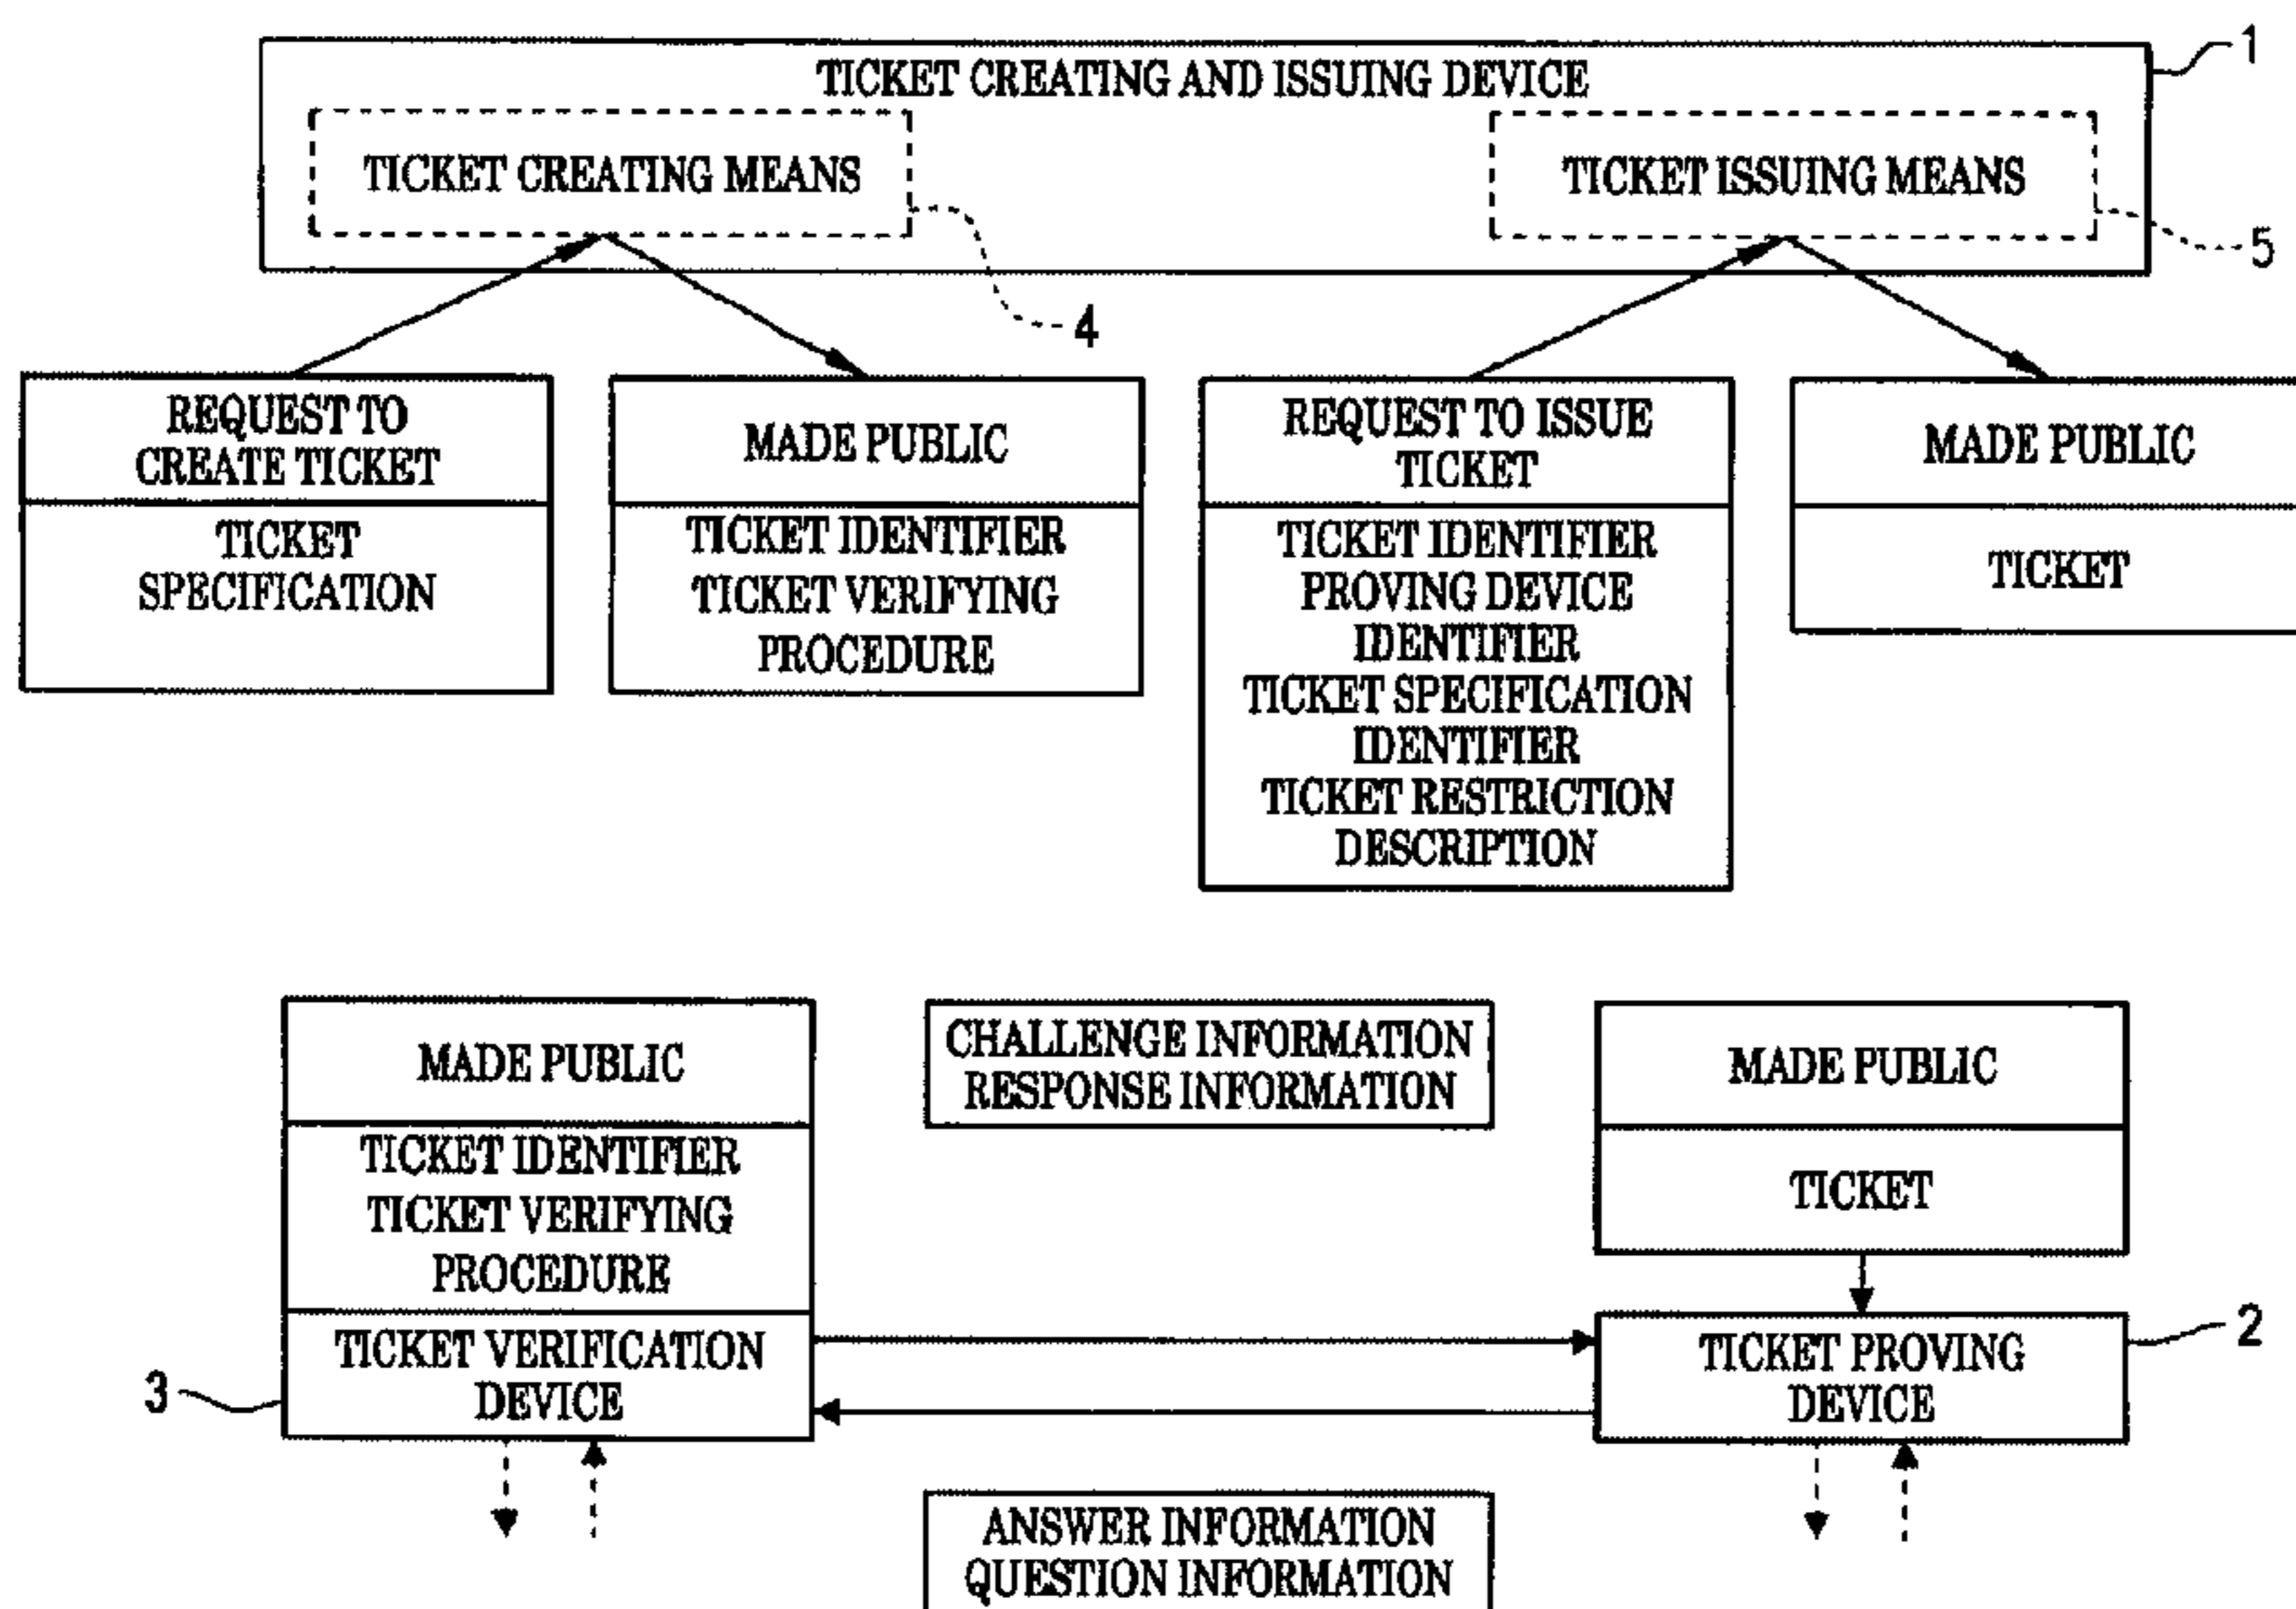 1
TICKET CREATING AND ISSUING DEVICE
TICKET CREATING MEANS
TICKET ISSUING MEANS
4
5
REQUEST TO
CREATE TICKET
TICKET
SPECIFICATION
MADE PUBLIC
TICKET IDENTIFIER
TICKET VERIFYING
PROCEDURE
REQUEST TO ISSUE
TICKET
TICKET IDENTIFIER
PROVING DEVICE
IDENTIFIER
TICKET SPECIFICATION
IDENTIFIER
TICKET RESTRICTION
DESCRIPTION
MADE PUBLIC
TICKET
MADE PUBLIC
TICKET IDENTIFIER
TICKET VERIFYING
PROCEDURE
TICKET VERIFICATION
DEVICE
3
CHALLENGE INFORMATION
RESPONSE INFORMATION
MADE PUBLIC
TICKET
TICKET PROVING
DEVICE
2
ANSWER INFORMATION
QUESTION INFORMATION